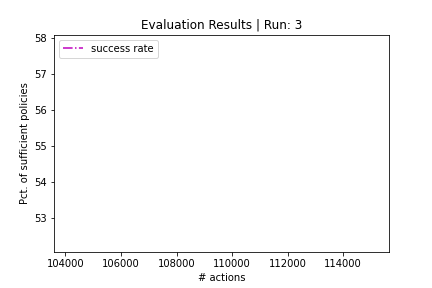 Evaluation Results | Run: 3
success rate
Pct. of sufficient policies
58
57
56
55
54
53
104000 106000 108000 110000 112000 114000
# actions